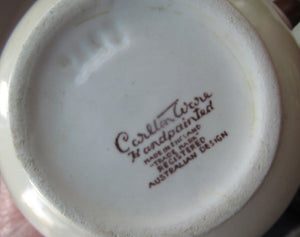 Carlton Ware
Handpainted
MADE IN ENGLAND
"TRADE MARK"
REGISTERED
AUSTRALIAN DESIGN